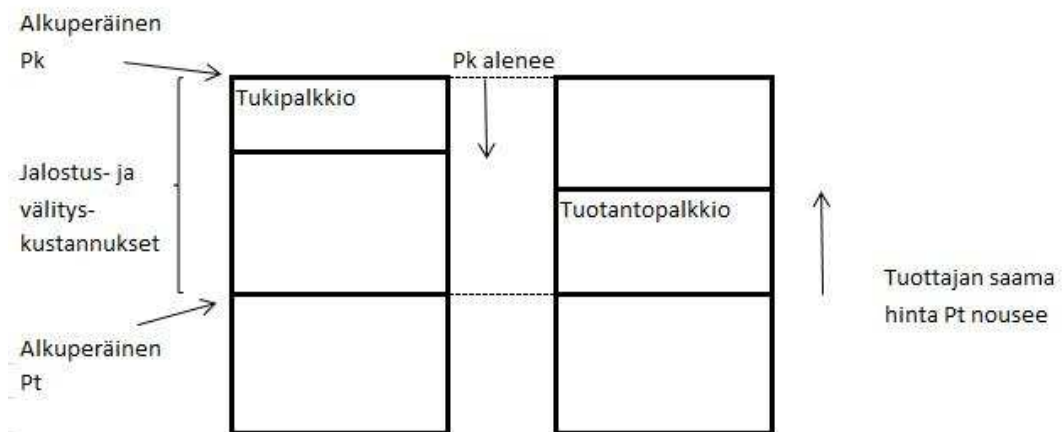 Alkuperäinen
Pk
Pk alenee
Tukipalkkio
Jalostus- ja
välitys-
kustannukset
Tuotantopalkkio
Tuottajan saama
hinta Pt nousee
Alkuperäinen
Pt